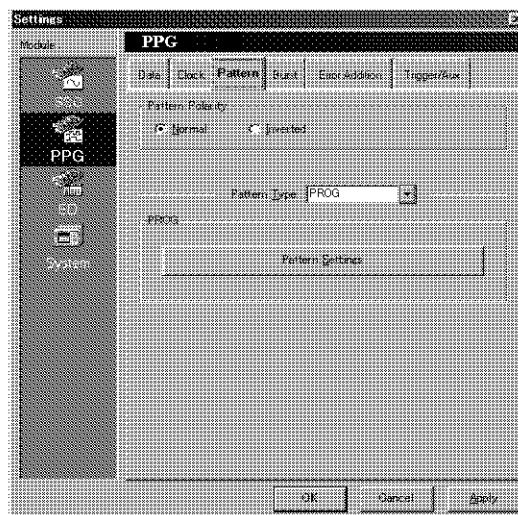 Settings
Module
PPG
PPG
ED
System
Data Clock Pattern Burst Error Addition Trigger/Aux
Pattern Polarity
Normal Inverted
Pattern Type PROG
PROG
Pattern Settings
OK Cancel Apply